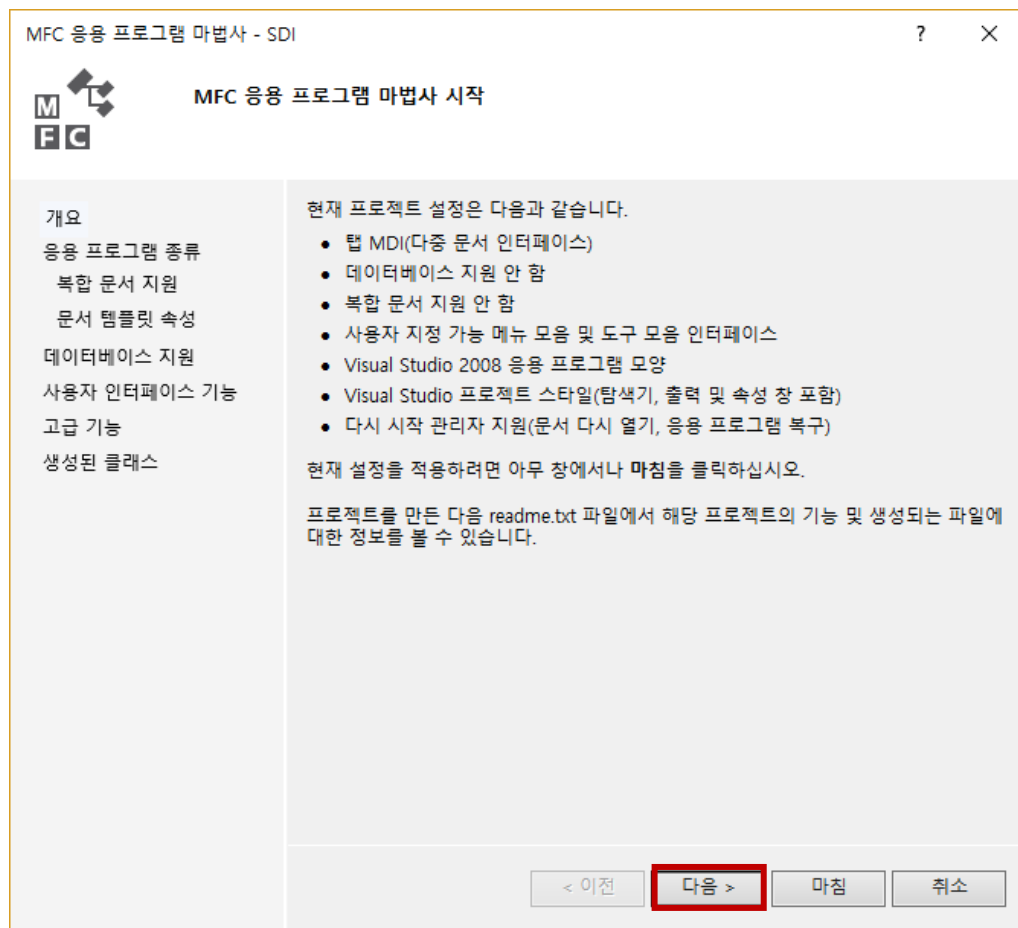 MFC 응용 프로그램 마법사 - SDI
?
MFC
MFC 응용 프로그램 마법사 시작
개요
응용 프로그램 종류
복합 문서 지원
문서 템플릿 속성
데이터베이스 지원
사용자 인터페이스 기능
고급 기능
생성된 클래스
현재 프로젝트 설정은 다음과 같습니다.
• 탭 MDI(다중 문서 인터페이스)
• 데이터베이스 지원 안 함
• 복합 문서 지원 안 함
• 사용자 지정 가능 메뉴 모음 및 도구 모음 인터페이스
• Visual Studio 2008 응용 프로그램 모양
• Visual Studio 프로젝트 스타일(탐색기, 출력 및 속성 창 포함)
• 다시 시작 관리자 지원(문서 다시 열기, 응용 프로그램 복구)
현재 설정을 적용하려면 아무 창에서나 마침을 클릭하십시오.
프로젝트를 만든 다음 readme.txt 파일에서 해당 프로젝트의 기능 및 생성되는 파일에
대한 정보를 볼 수 있습니다.
< 이전
다음 >
마침
취소